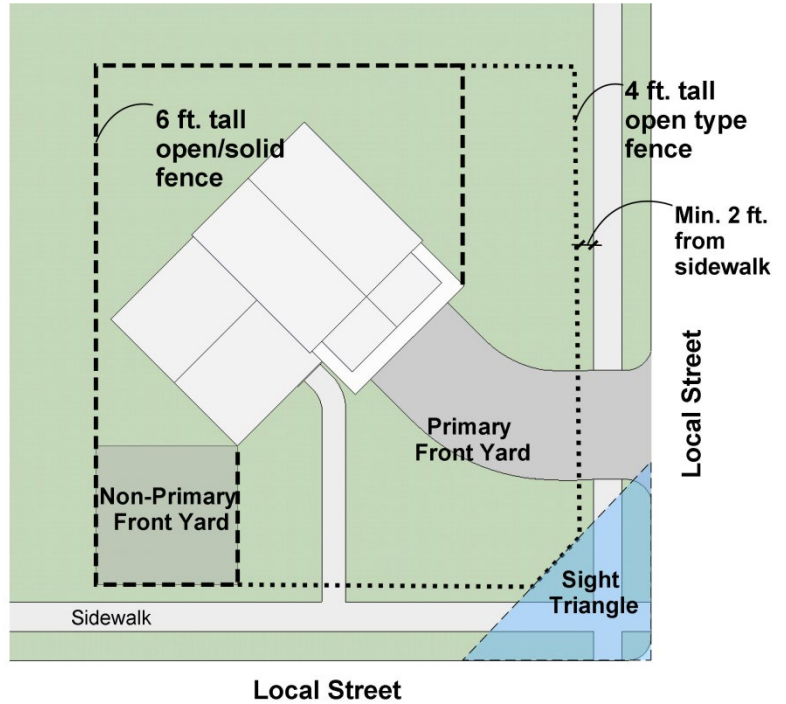 6 ft. tall
open/solid
fence
4 ft. tall
open type
fence
Min. 2 ft.
from
sidewalk
Primary
Front Yard
Local Street
Non-Primary
Front Yard
Sight
Triangle
Sidewalk
Local Street